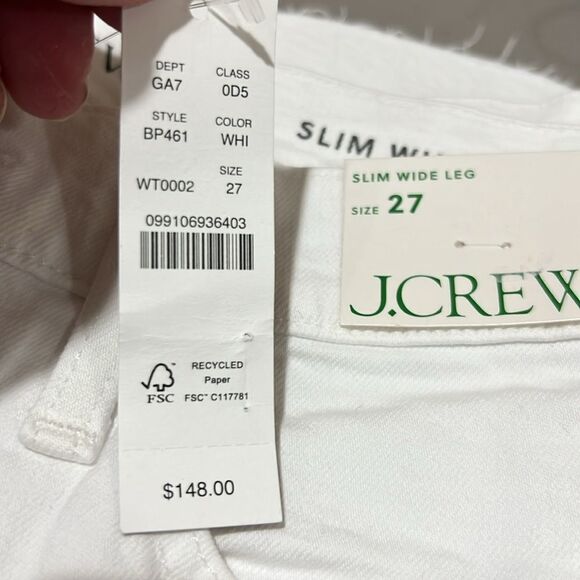 DEPT CLASS
GA7 0D5
STYLE COLOR
BP461 WHI
SIZE
WT0002 27
099106936403
RECYCLED
Paper
FSC FSC™ C117781
$148.00
SLIM
SLIM WIDE LEG
SIZE 27
J.CREW